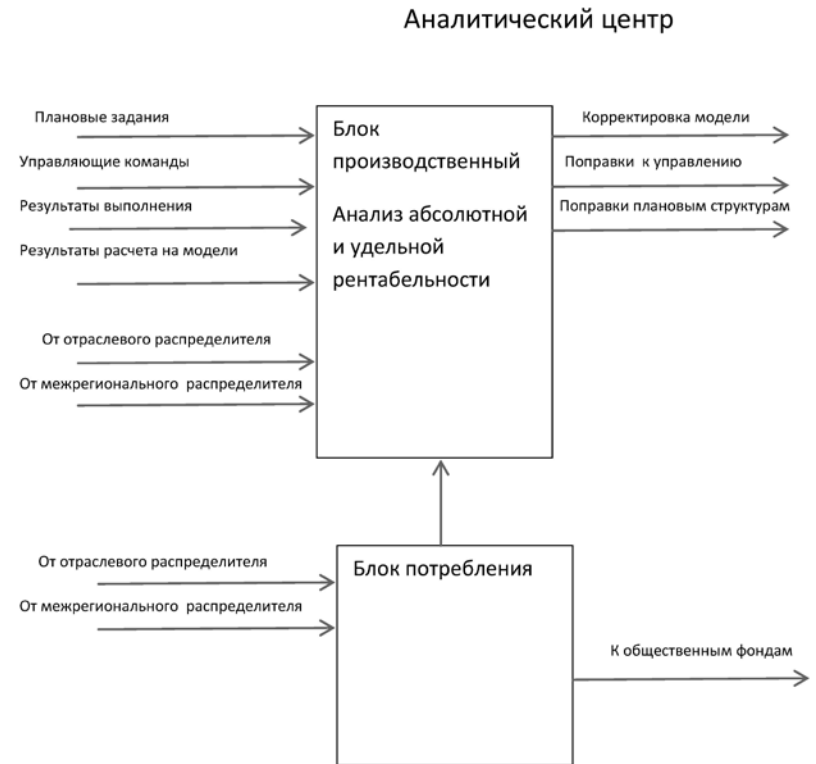 Аналитический центр
Плановые задания
Управляющие команды
Результаты выполнения
Результаты расчета на модели
От отраслевого распределителя
От межрегионального распределителя
Блок
производственный
Анализ абсолютной
и удельной
рентабельности
Корректировка модели
Поправки к управлению
Поправки плановым структурам
От отраслевого распределителя
От межрегионального распределителя
Блок потребления
К общественным фондам